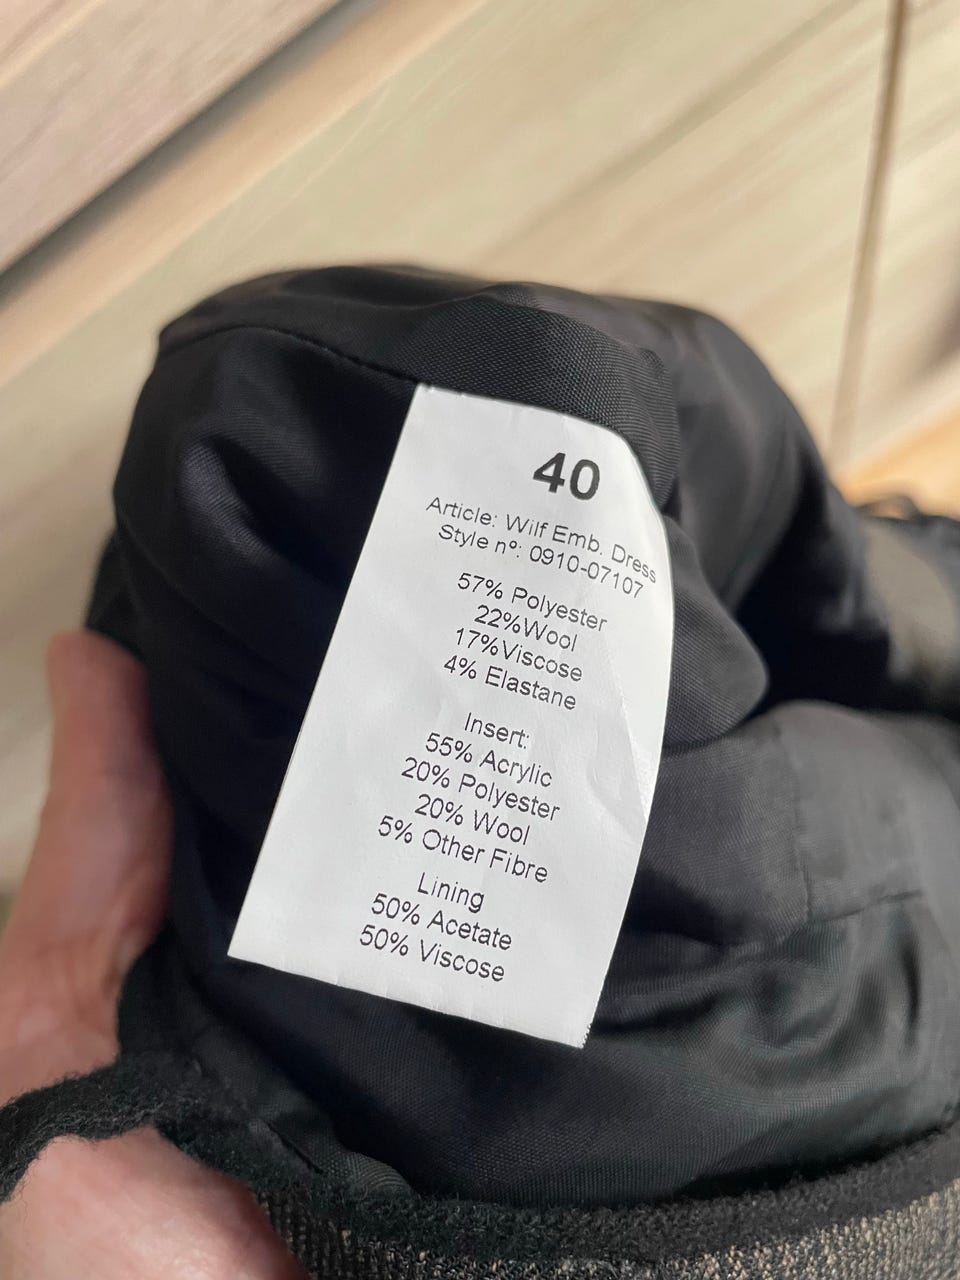 40
Article: Wilf Emb. Dress
Style nº: 0910-07107
57% Polyester
22%Wool
17%Viscose
4% Elastane
Insert:
55% Acrylic
20% Polyester
20% Wool
5% Other Fibre
Lining
50% Acetate
50% Viscose